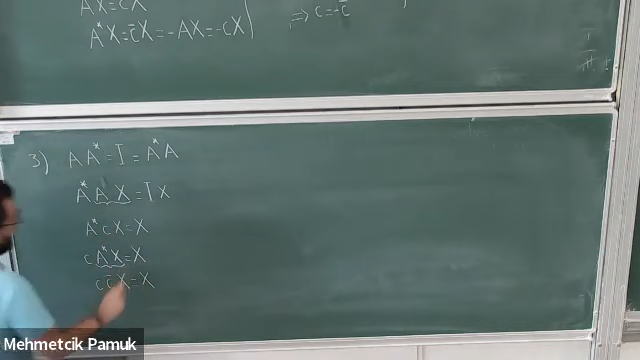 AX=cX
A*X=c̄X=-AX=-cX) ⇒ c=-c̄
3) AA*=I=A*A
A*AX=Ix
A*cX=X
cA*X=X
cc̄X=X
Mehmetcik Pamuk